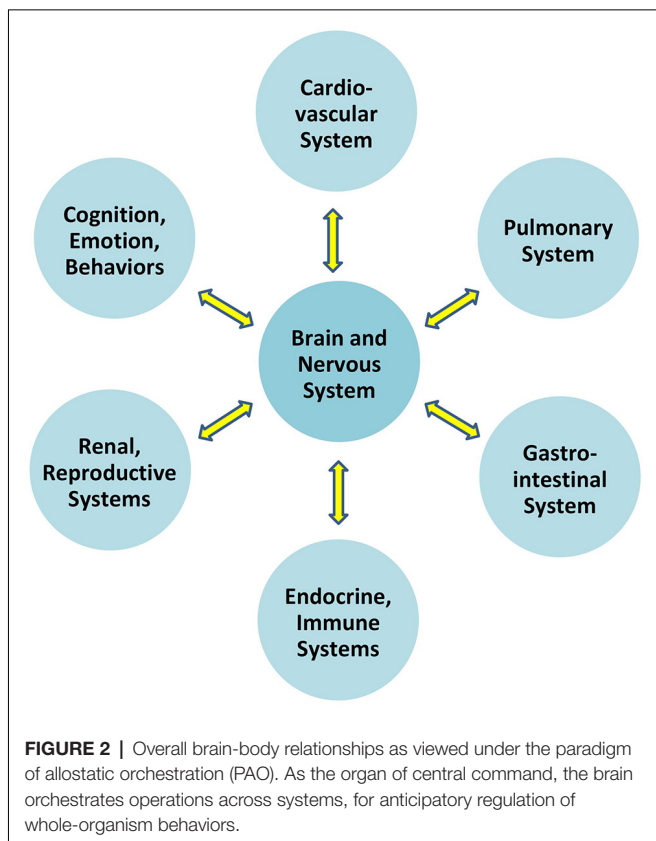 Cardio-
vascular
System
Cognition,
Emotion,
Behaviors
Pulmonary
System
Brain and
Nervous
System
Renal,
Reproductive
Systems
Gastro-
intestinal
System
Endocrine,
Immune
Systems
FIGURE 2 | Overall brain-body relationships as viewed under the paradigm
of allostatic orchestration (PAO). As the organ of central command, the brain
orchestrates operations across systems, for anticipatory regulation of
whole-organism behaviors.